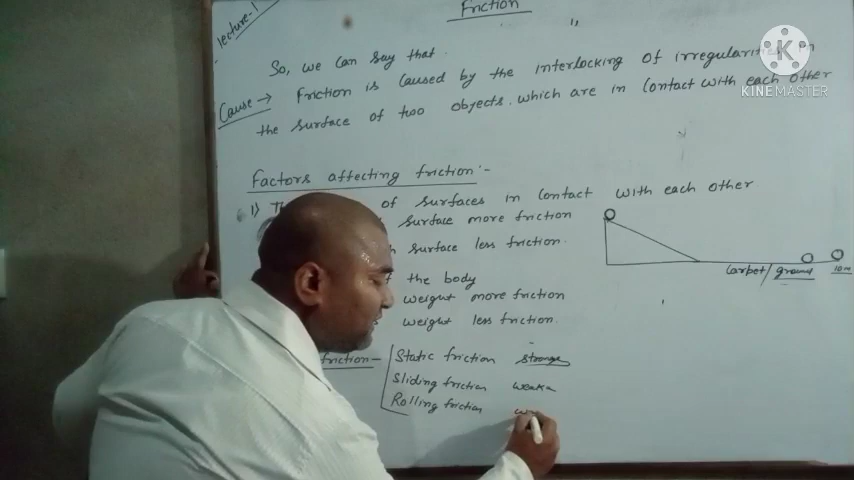 Friction
lecture-1
So, we can say that.
Cause → Friction is caused by the interlocking of irregularities in
the surface of two objects. which are in contact with each other
KINEMASTER
Factors affecting friction:-
1) of surfaces in contact with each other
surface more friction
surface less friction.
the body
weight more friction
weight less friction.
friction - Static friction strong
Sliding friction weaker
Rolling friction
carpet/ground 10m